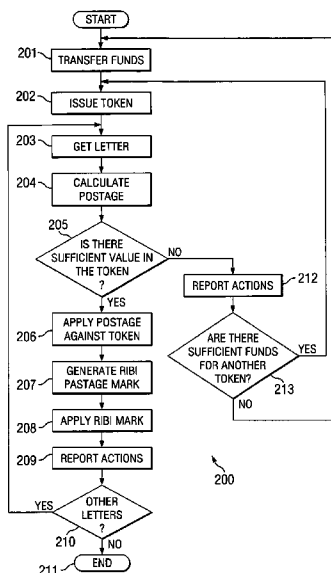 START
201
TRANSFER FUNDS
202
ISSUE TOKEN
203
GET LETTER
204
CALCULATE
POSTAGE
205
IS THERE
SUFFICIENT VALUE IN
THE TOKEN
?
NO
YES
212
REPORT ACTIONS
206
APPLY POSTAGE
AGAINST TOKEN
ARE THERE
SUFFICIENT FUNDS
FOR ANOTHER
TOKEN?
YES
NO
213
207
GENERATE RIBI
PASTAGE MARK
208
APPLY RIBI MARK
209
REPORT ACTIONS
200
YES
OTHER
LETTERS
?
210
NO
211
END